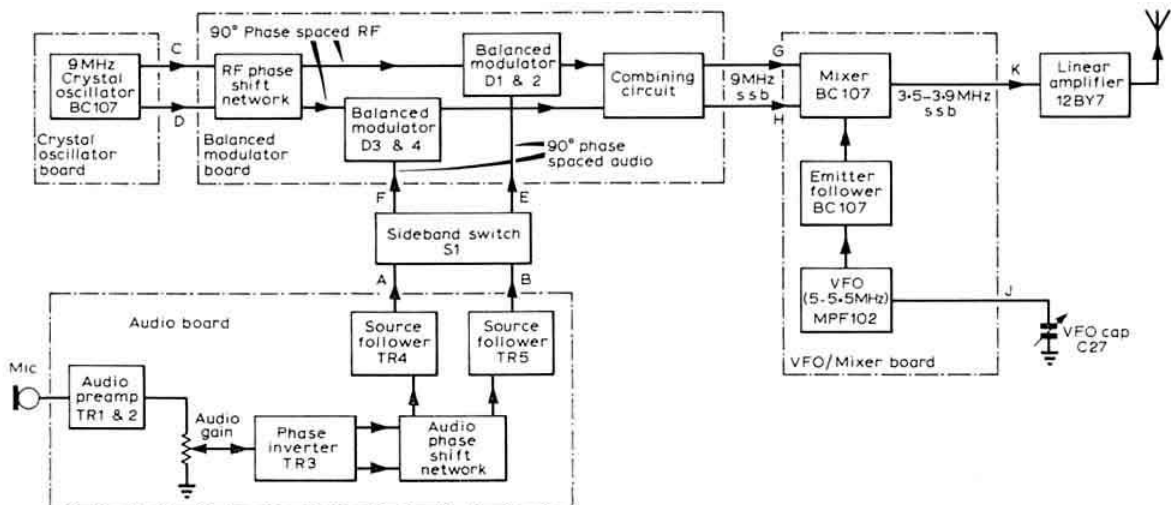 90° Phase spaced RF
C
D
9MHz
Crystal
oscillator
BC107
Crystal
oscillator
board
RF phase
shift
network
Balanced
modulator
board
Balanced
modulator
D1 & 2
Balanced
modulator
D3 & 4
Combining
circuit
90° phase
spaced audio
F
E
G
9MHz
ssb
H
Mixer
BC107
K
3·5-3·9MHz
ssb
Linear
amplifier
12BY7
Emitter
follower
BC107
VFO
(5-5·5MHz)
MPF102
J
VFO cap
C27
VFO/Mixer board
Sideband switch
S1
A
B
Audio board
Source
follower
TR4
Source
follower
TR5
Mic
Audio
preamp
TR1 & 2
Audio
gain
Phase
inverter
TR3
Audio
phase
shift
network